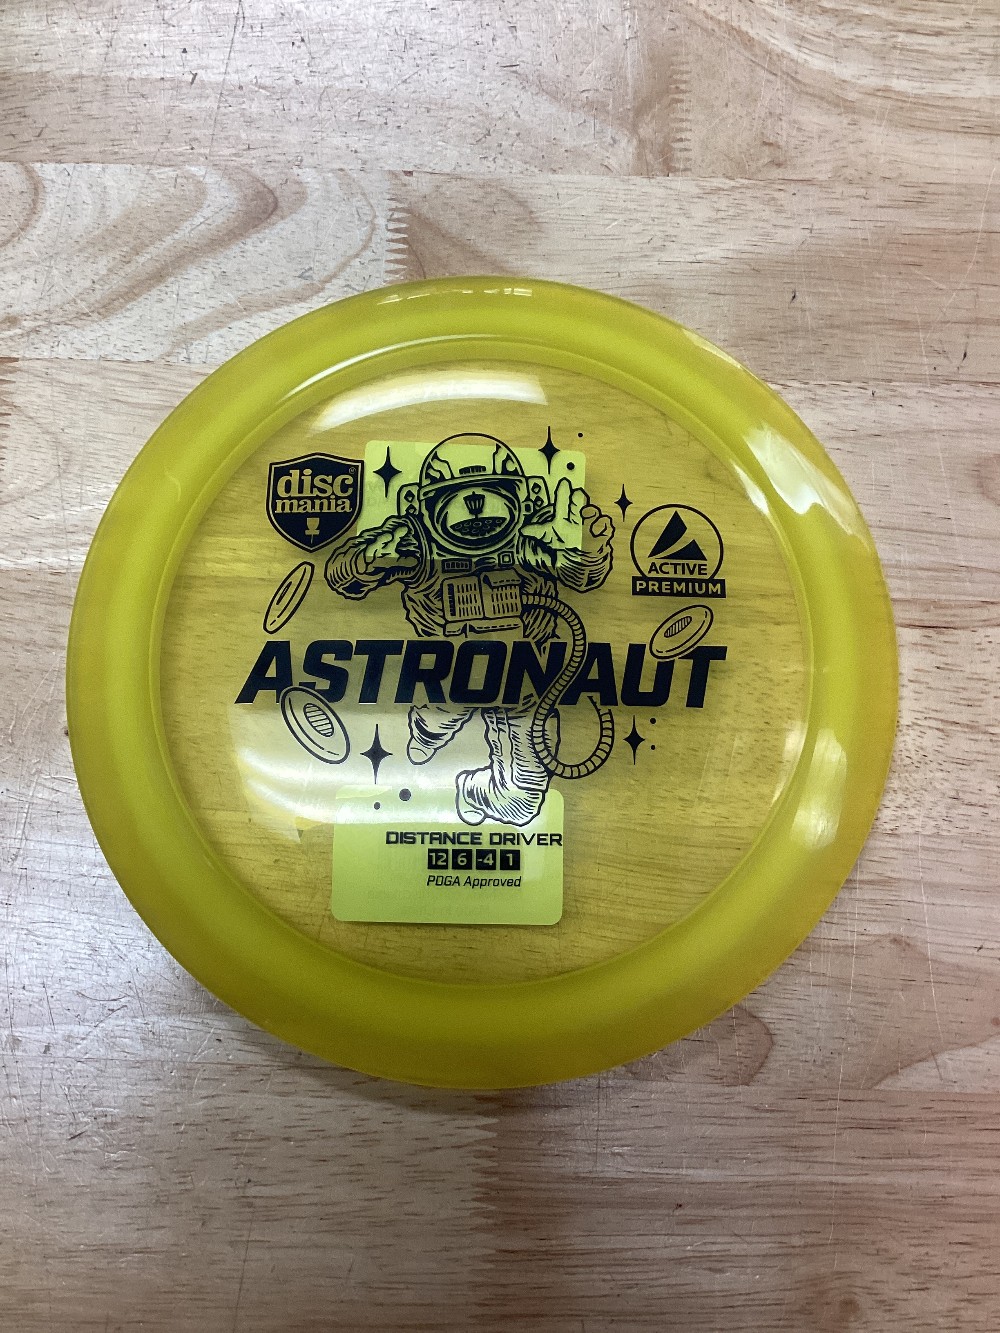 disc
mania®
ACTIVE
PREMIUM
ASTRONAUT
DISTANCE DRIVER
12 6 -4 1
PDGA Approved